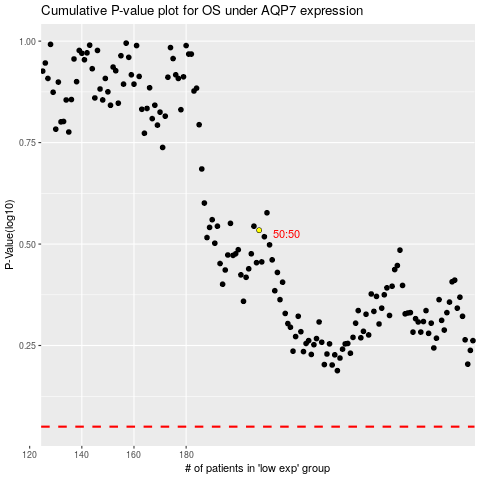 Cumulative P-value plot for OS under AQP7 expression
1.00
0.75
0.50
0.25
P-Value(log10)
50:50
120 140 160 180
# of patients in 'low exp' group